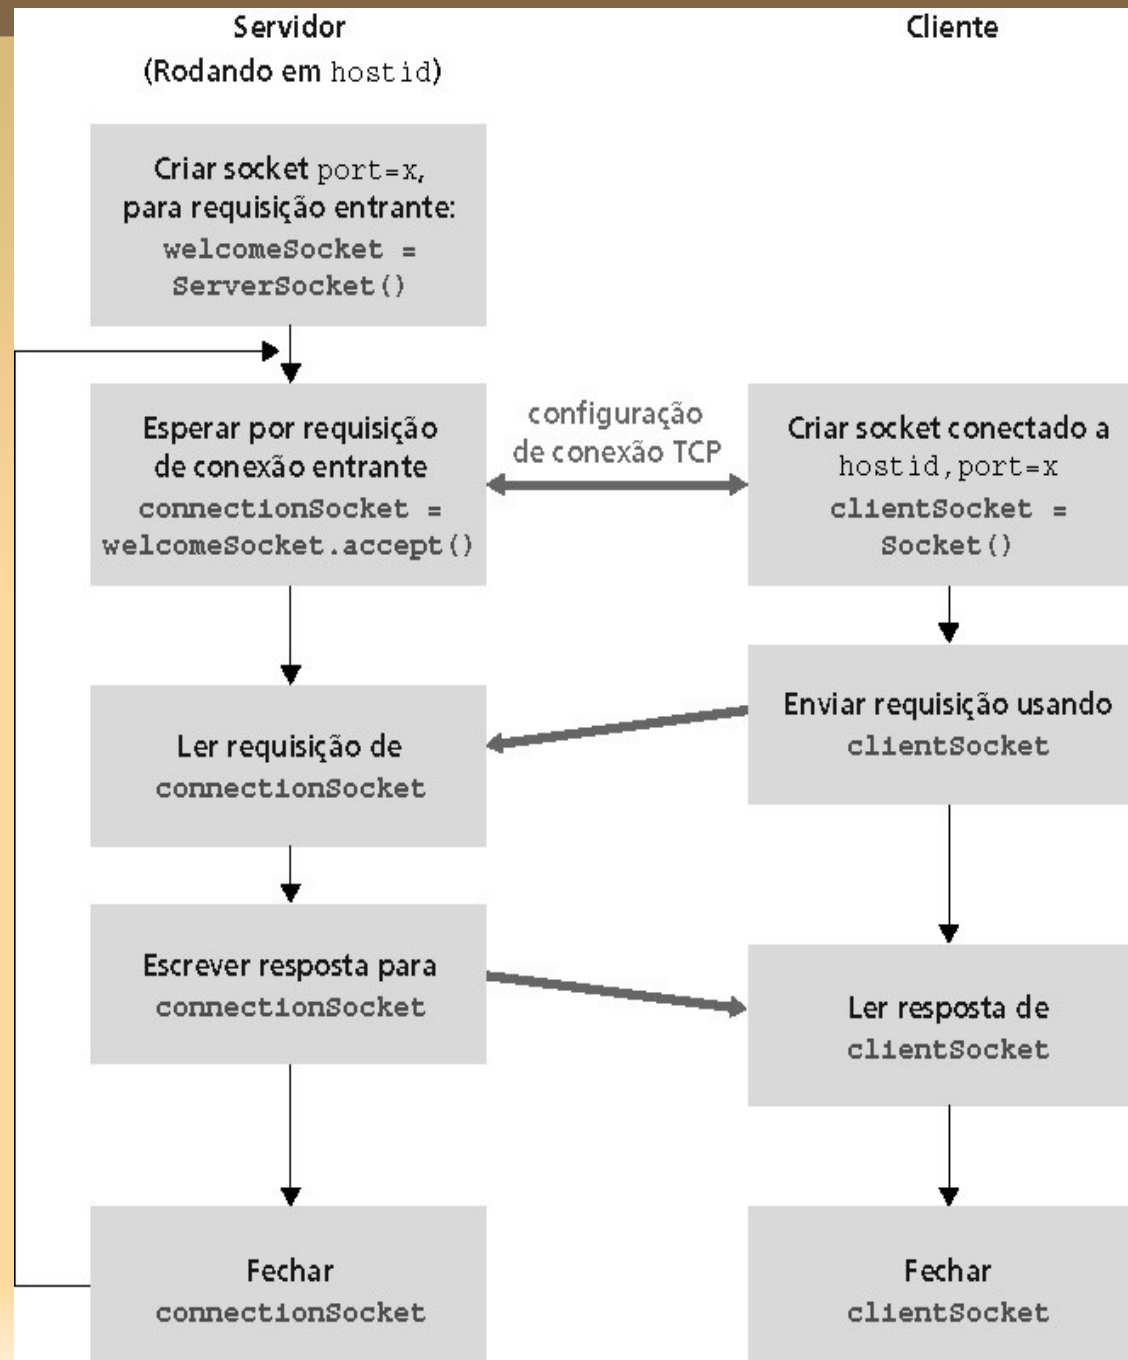 Servidor
(Rodando em hostid)
Cliente
Criar socket port=x,
para requisição entrante:
welcomeSocket =
ServerSocket()
Esperar por requisição
de conexão entrante
connectionSocket =
welcomeSocket.accept()
configuração
de conexão TCP
Criar socket conectado a
hostid,port=x
clientSocket =
Socket()
Enviar requisição usando
clientSocket
Ler requisição de
connectionSocket
Escrever resposta para
connectionSocket
Ler resposta de
clientSocket
Fechar
connectionSocket
Fechar
clientSocket